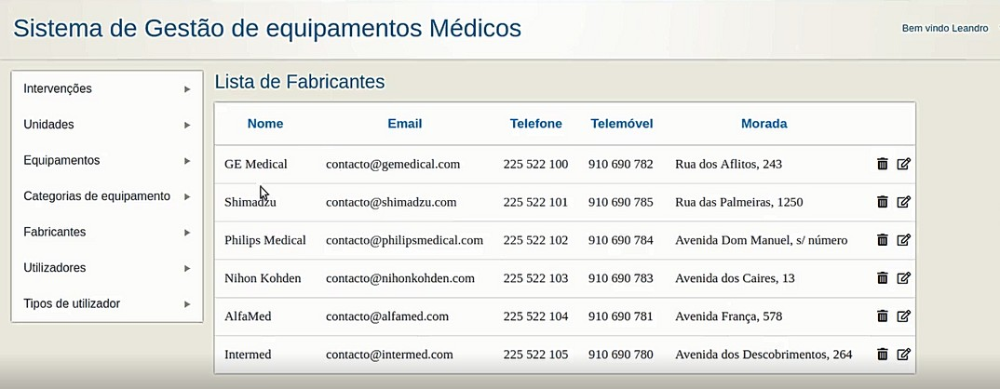 Sistema de Gestão de equipamentos Médicos
Bem vindo Leandro
Intervenções
Unidades
Equipamentos
Categorias de equipamento
Fabricantes
Utilizadores
Tipos de utilizador
Lista de Fabricantes
Nome Email Telefone Telemóvel Morada
GE Medical contacto@gemedical.com 225 522 100 910 690 782 Rua dos Aflitos, 243
Shimadzu contacto@shimadzu.com 225 522 101 910 690 785 Rua das Palmeiras, 1250
Philips Medical contacto@philipsmedical.com 225 522 102 910 690 784 Avenida Dom Manuel, s/ número
Nihon Kohden contacto@nihonkohden.com 225 522 103 910 690 783 Avenida dos Caires, 13
AlfaMed contacto@alfamed.com 225 522 104 910 690 781 Avenida França, 578
Intermed contacto@intermed.com 225 522 105 910 690 780 Avenida dos Descobrimentos, 264